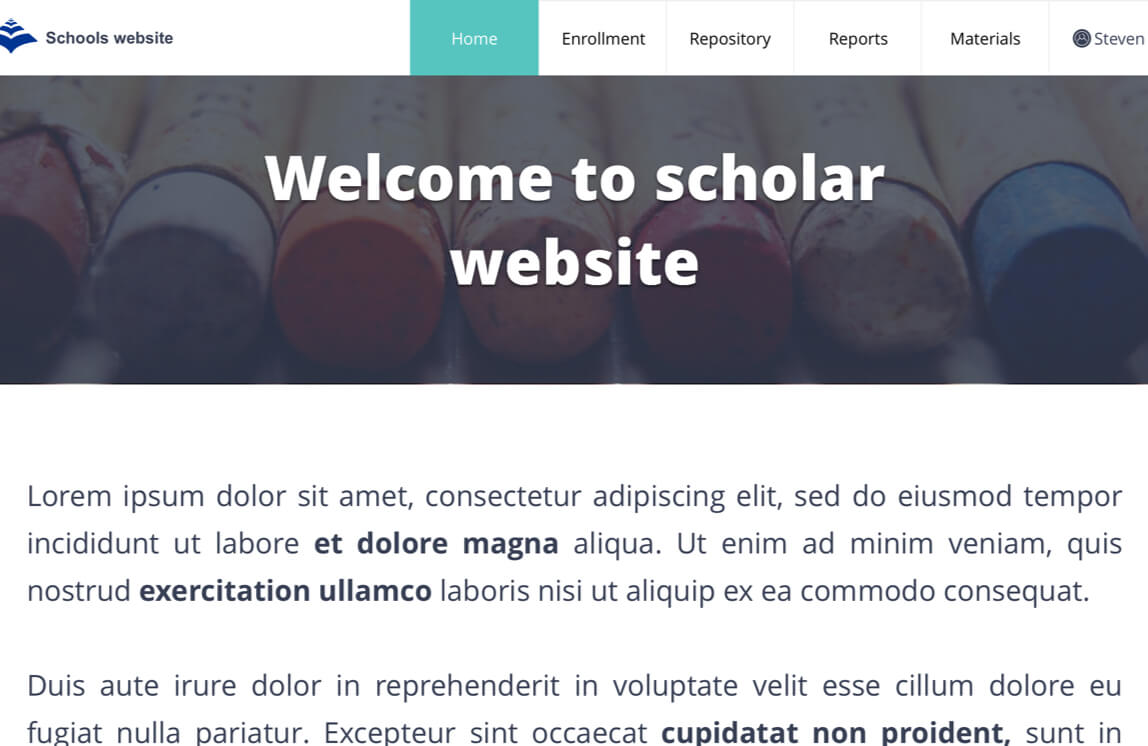 Schools website
Home Enrollment Repository Reports Materials Steven
Welcome to scholar
website
Lorem ipsum dolor sit amet, consectetur adipiscing elit, sed do eiusmod tempor
incididunt ut labore et dolore magna aliqua. Ut enim ad minim veniam, quis
nostrud exercitation ullamco laboris nisi ut aliquip ex ea commodo consequat.
Duis aute irure dolor in reprehenderit in voluptate velit esse cillum dolore eu
fugiat nulla pariatur. Excepteur sint occaecat cupidatat non proident, sunt in